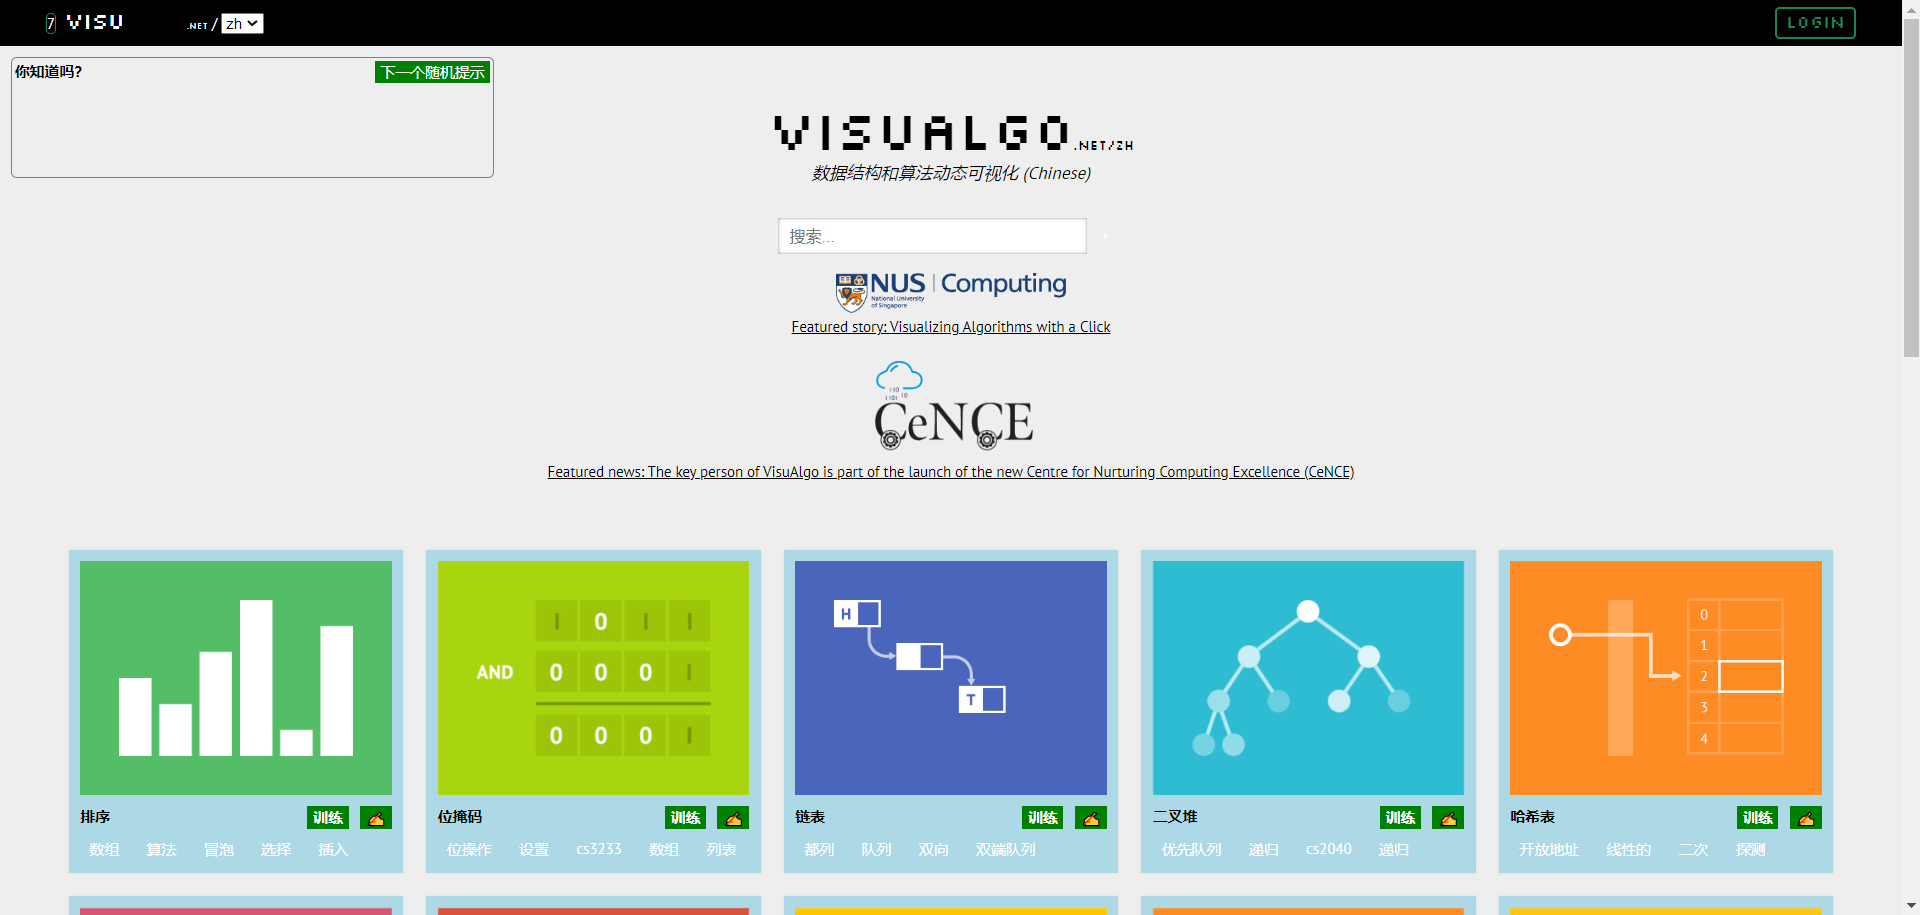 7 VISU .NET / zh LOGIN
你知道吗? 下一个随机提示
VISUALGO.NET/ZH
数据结构和算法动态可视化 (Chinese)
搜索...
NUS | Computing
National University
of Singapore
Featured story: Visualizing Algorithms with a Click
110
1101 10
CeNCE
Featured news: The key person of VisuAlgo is part of the launch of the new Centre for Nurturing Computing Excellence (CeNCE)
1 0 1 1
AND 0 0 0 1
0 0 0 1
H
T
0
1
2
3
4
排序 训练
数组 算法 冒泡 选择 插入
位掩码 训练
位操作 设置 cs3233 数组 列表
链表 训练
都列 队列 双向 双端队列
二叉堆 训练
优先队列 递归 cs2040 递归
哈希表 训练
开放地址 线性的 二次 探测